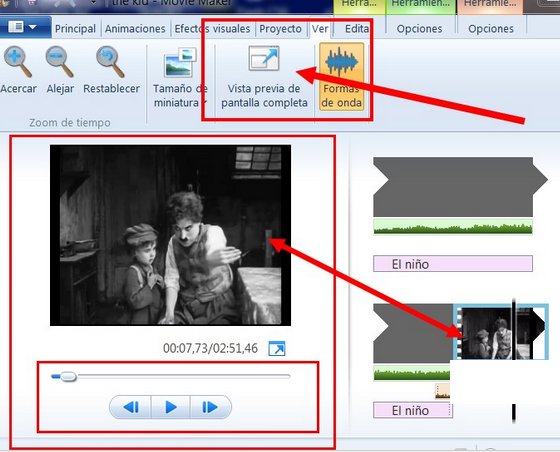 the kid - Movie Maker
Herra... Herramien... Herramie...
Principal Animaciones Efectos visuales Proyecto Ver Edita Opciones Opciones
Acercar Alejar Restablecer
Zoom de tiempo
Tamaño de
miniatura
Vista previa de
pantalla completa
Formas
de onda
00:07,73/02:51,46
El niño
El niño